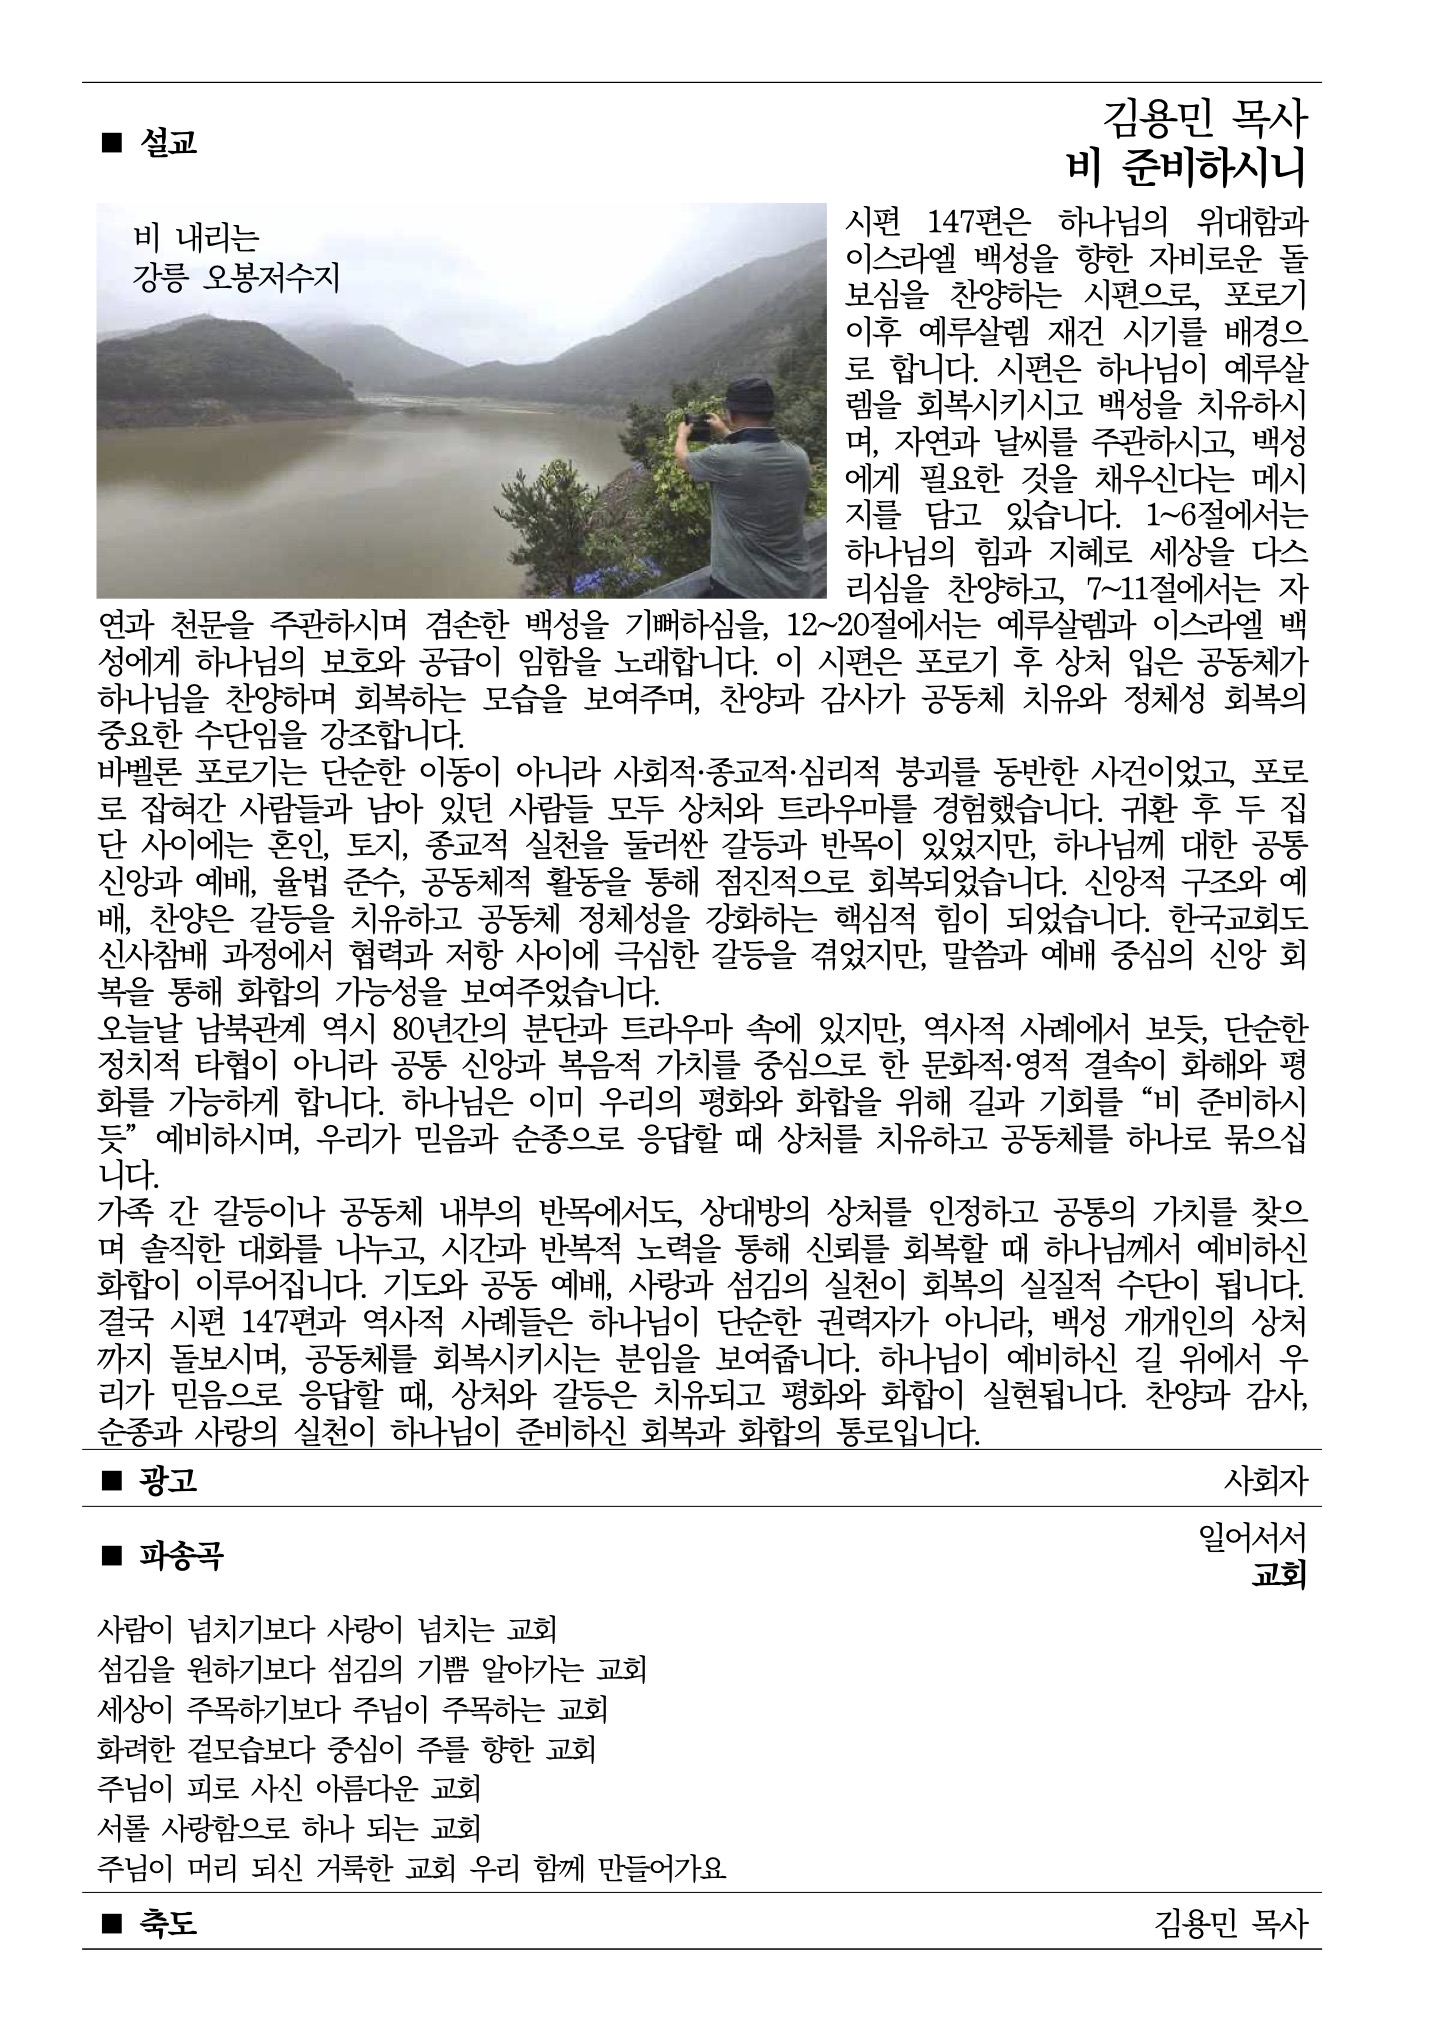 ■ 설교
김용민 목사
비 준비하시니
비 내리는
강릉 오봉저수지
시편 147편은 하나님의 위대함과
이스라엘 백성을 향한 자비로운 돌
보심을 찬양하는 시편으로, 포로기
이후 예루살렘 재건 시기를 배경으
로 합니다. 시편은 하나님이 예루살
렘을 회복시키시고 백성을 치유하시
며, 자연과 날씨를 주관하시고, 백성
에게 필요한 것을 채우신다는 메시
지를 담고 있습니다. 1~6절에서는
하나님의 힘과 지혜로 세상을 다스
리심을 찬양하고, 7~11절에서는 자
연과 천문을 주관하시며 겸손한 백성을 기뻐하심을, 12~20절에서는 예루살렘과 이스라엘 백
성에게 하나님의 보호와 공급이 임함을 노래합니다. 이 시편은 포로기 후 상처 입은 공동체가
하나님을 찬양하며 회복하는 모습을 보여주며, 찬양과 감사가 공동체 치유와 정체성 회복의
중요한 수단임을 강조합니다.
바벨론 포로기는 단순한 이동이 아니라 사회적·종교적·심리적 붕괴를 동반한 사건이었고, 포로
로 잡혀간 사람들과 남아 있던 사람들 모두 상처와 트라우마를 경험했습니다. 귀환 후 두 집
단 사이에는 혼인, 토지, 종교적 실천을 둘러싼 갈등과 반목이 있었지만, 하나님께 대한 공통
신앙과 예배, 율법 준수, 공동체적 활동을 통해 점진적으로 회복되었습니다. 신앙적 구조와 예
배, 찬양은 갈등을 치유하고 공동체 정체성을 강화하는 핵심적 힘이 되었습니다. 한국교회도
신사참배 과정에서 협력과 저항 사이에 극심한 갈등을 겪었지만, 말씀과 예배 중심의 신앙 회
복을 통해 화합의 가능성을 보여주었습니다.
오늘날 남북관계 역시 80년간의 분단과 트라우마 속에 있지만, 역사적 사례에서 보듯, 단순한
정치적 타협이 아니라 공통 신앙과 복음적 가치를 중심으로 한 문화적·영적 결속이 화해와 평
화를 가능하게 합니다. 하나님은 이미 우리의 평화와 화합을 위해 길과 기회를 “비 준비하시
듯” 예비하시며, 우리가 믿음과 순종으로 응답할 때 상처를 치유하고 공동체를 하나로 묶으십
니다.
가족 간 갈등이나 공동체 내부의 반목에서도, 상대방의 상처를 인정하고 공통의 가치를 찾으
며 솔직한 대화를 나누고, 시간과 반복적 노력을 통해 신뢰를 회복할 때 하나님께서 예비하신
화합이 이루어집니다. 기도와 공동 예배, 사랑과 섬김의 실천이 회복의 실질적 수단이 됩니다.
결국 시편 147편과 역사적 사례들은 하나님이 단순한 권력자가 아니라, 백성 개개인의 상처
까지 돌보시며, 공동체를 회복시키시는 분임을 보여줍니다. 하나님이 예비하신 길 위에서 우
리가 믿음으로 응답할 때, 상처와 갈등은 치유되고 평화와 화합이 실현됩니다. 찬양과 감사,
순종과 사랑의 실천이 하나님이 준비하신 회복과 화합의 통로입니다.
■ 광고 사회자
■ 파송곡
일어서서
교회
사람이 넘치기보다 사랑이 넘치는 교회
섬김을 원하기보다 섬김의 기쁨 알아가는 교회
세상이 주목하기보다 주님이 주목하는 교회
화려한 겉모습보다 중심이 주를 향한 교회
주님이 피로 사신 아름다운 교회
서롤 사랑함으로 하나 되는 교회
주님이 머리 되신 거룩한 교회 우리 함께 만들어가요
■ 축도 김용민 목사